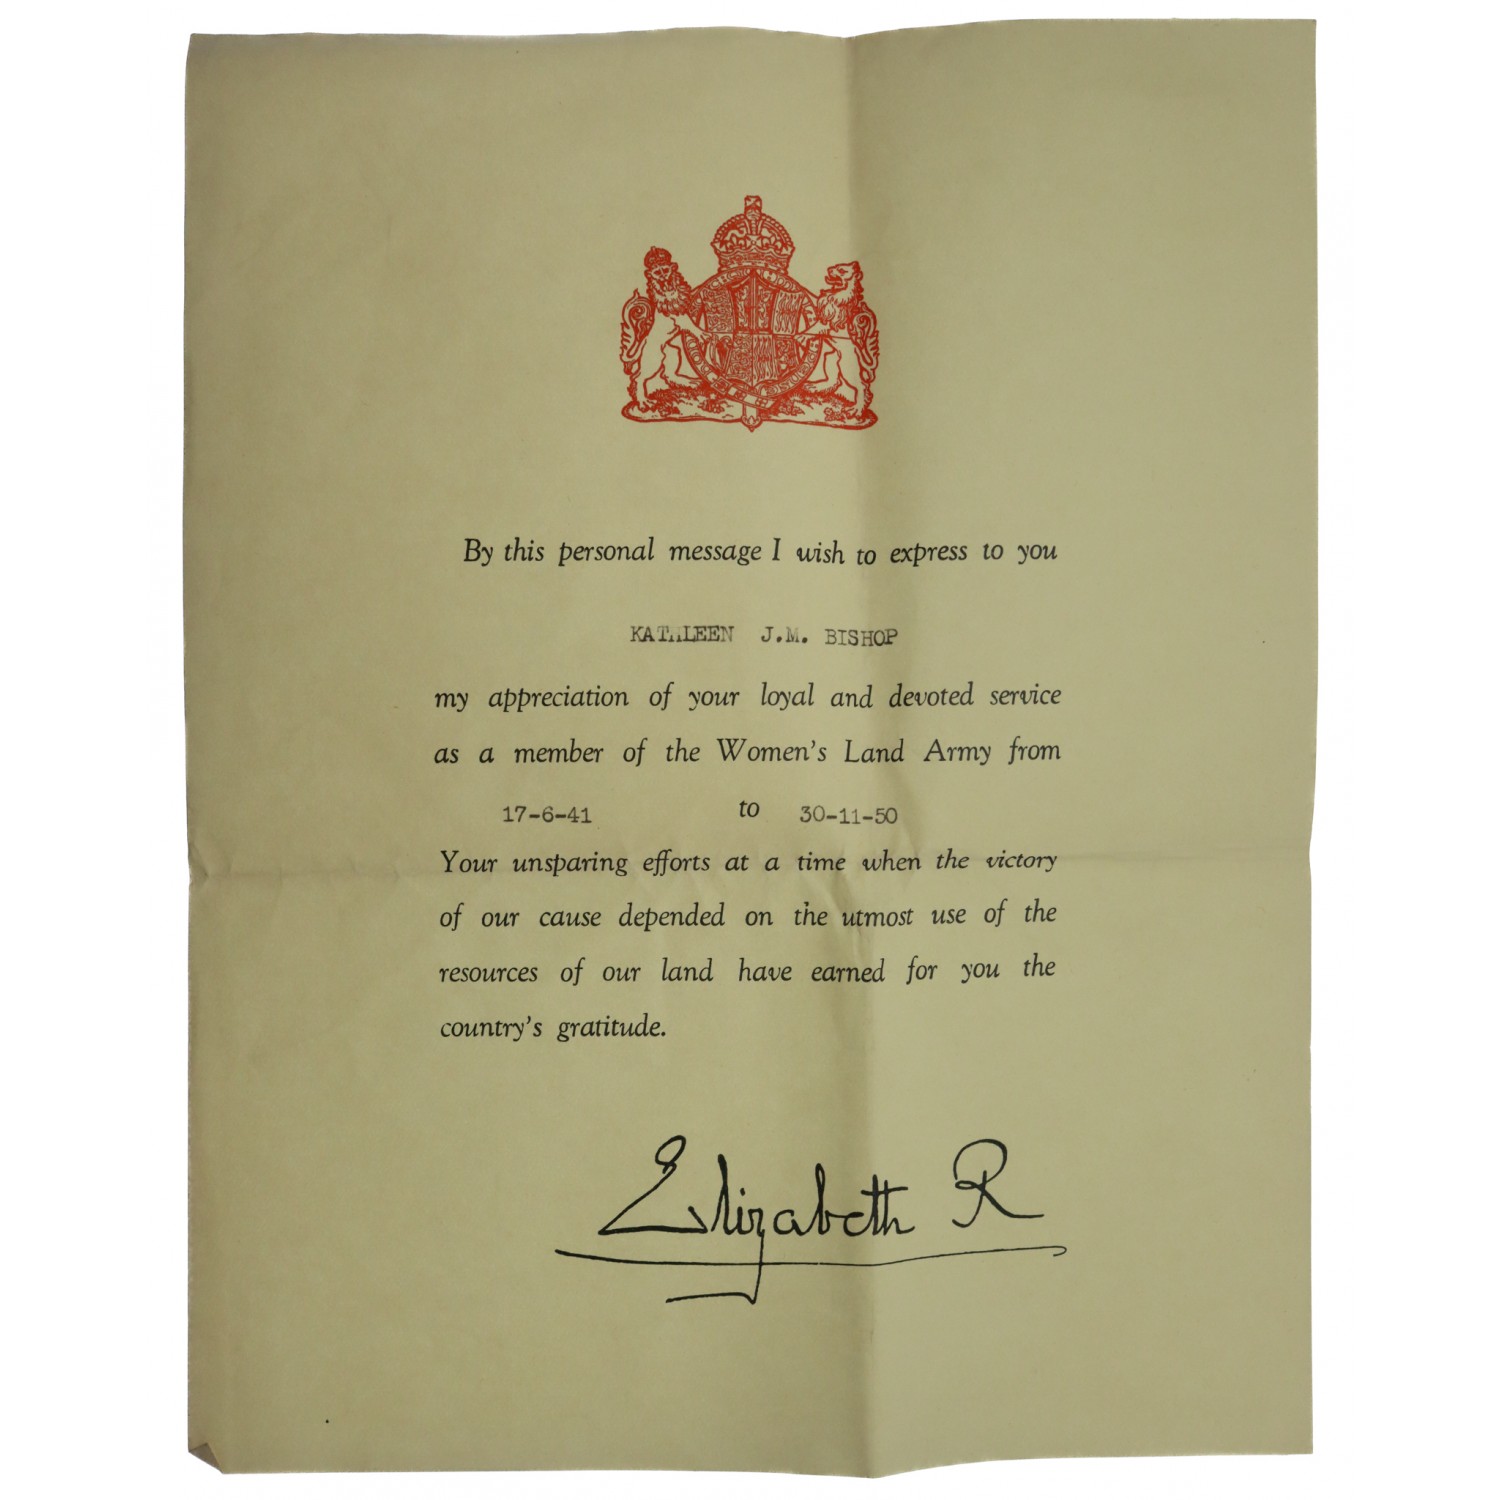 By this personal message I wish to express to you
KATHLEEN J.M. BISHOP
my appreciation of your loyal and devoted service
as a member of the Women's Land Army from
17-6-41 to 30-11-50
Your unsparing efforts at a time when the victory
of our cause depended on the utmost use of the
resources of our land have earned for you the
country's gratitude.
Elizabeth R